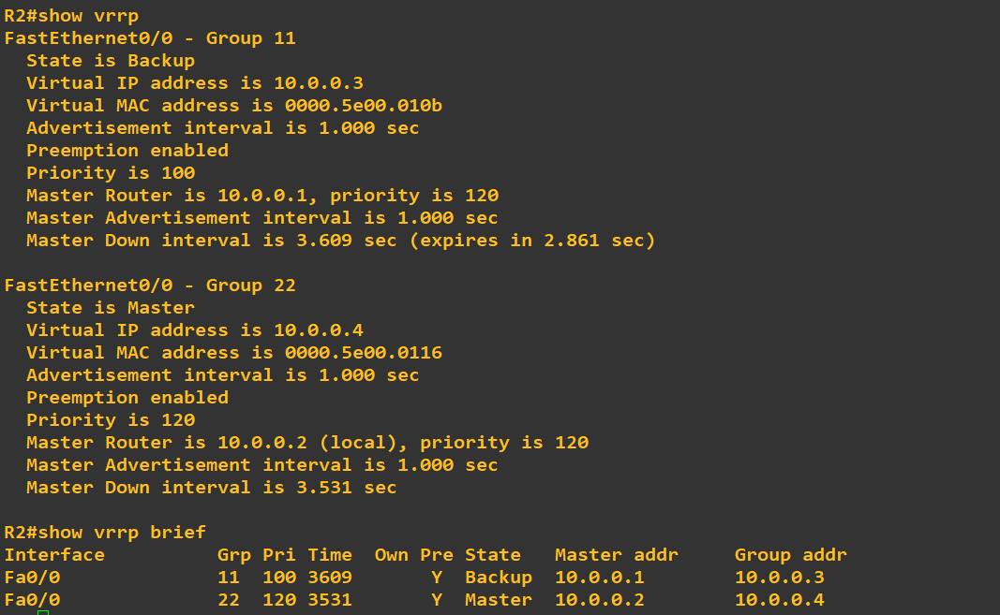 R2#show vrrp
FastEthernet0/0 - Group 11
  State is Backup
  Virtual IP address is 10.0.0.3
  Virtual MAC address is 0000.5e00.010b
  Advertisement interval is 1.000 sec
  Preemption enabled
  Priority is 100
  Master Router is 10.0.0.1, priority is 120
  Master Advertisement interval is 1.000 sec
  Master Down interval is 3.609 sec (expires in 2.861 sec)

FastEthernet0/0 - Group 22
  State is Master
  Virtual IP address is 10.0.0.4
  Virtual MAC address is 0000.5e00.0116
  Advertisement interval is 1.000 sec
  Preemption enabled
  Priority is 120
  Master Router is 10.0.0.2 (local), priority is 120
  Master Advertisement interval is 1.000 sec
  Master Down interval is 3.531 sec

R2#show vrrp brief
Interface          Grp Pri Time  Own Pre State   Master addr     Group addr
Fa0/0              11  100 3609       Y  Backup  10.0.0.1        10.0.0.3
Fa0/0              22  120 3531       Y  Master  10.0.0.2        10.0.0.4